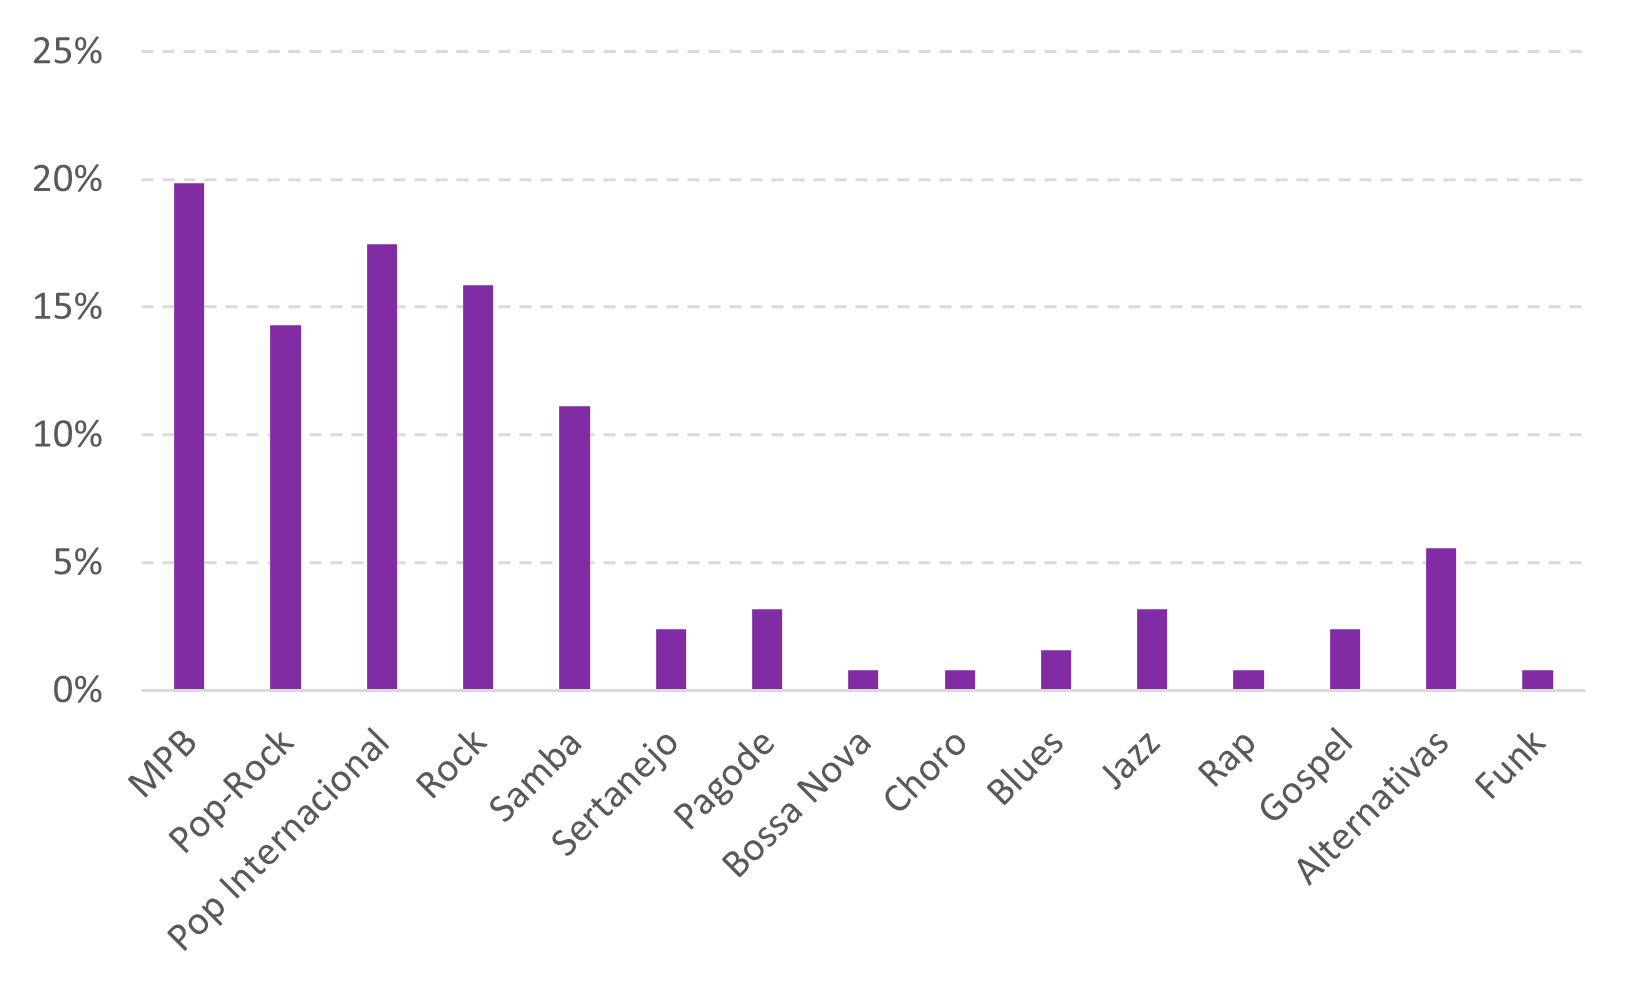 25%
20%
15%
10%
5%
0%
MPB
Pop-Rock
Pop Internacional
Rock
Samba
Sertanejo
Pagode
Bossa Nova
Choro
Blues
Jazz
Rap
Gospel
Alternativas
Funk